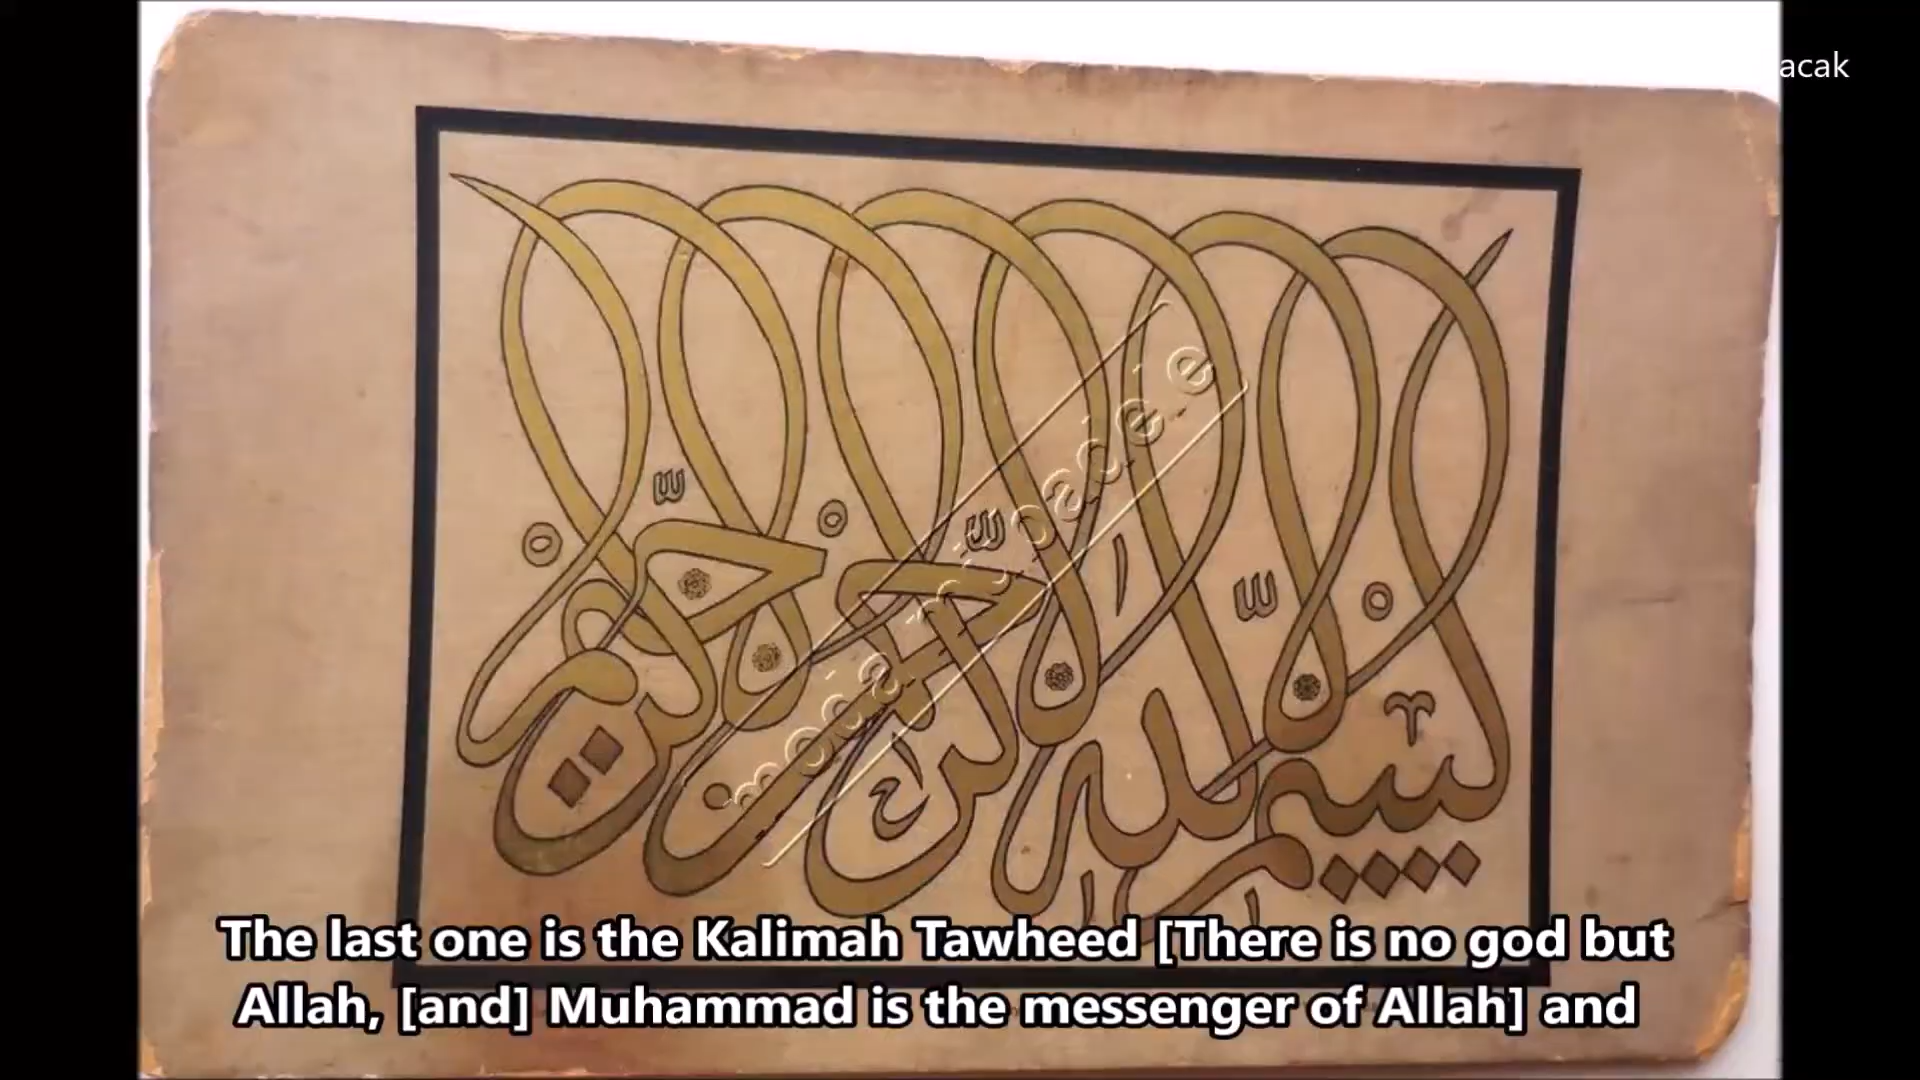 acak
بسم الله الرحمن الرحيم
The last one is the Kalimah Tawheed [There is no god but
Allah, [and] Muhammad is the messenger of Allah] and